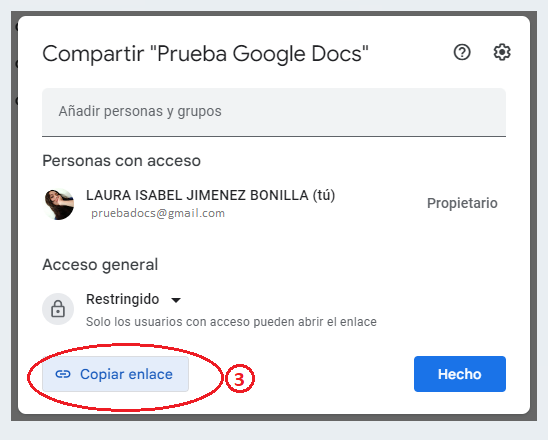 Compartir "Prueba Google Docs"
Añadir personas y grupos
Personas con acceso
LAURA ISABEL JIMENEZ BONILLA (tú)
pruebadocs@gmail.com
Propietario
Acceso general
Restringido
Solo los usuarios con acceso pueden abrir el enlace
Copiar enlace
3
Hecho